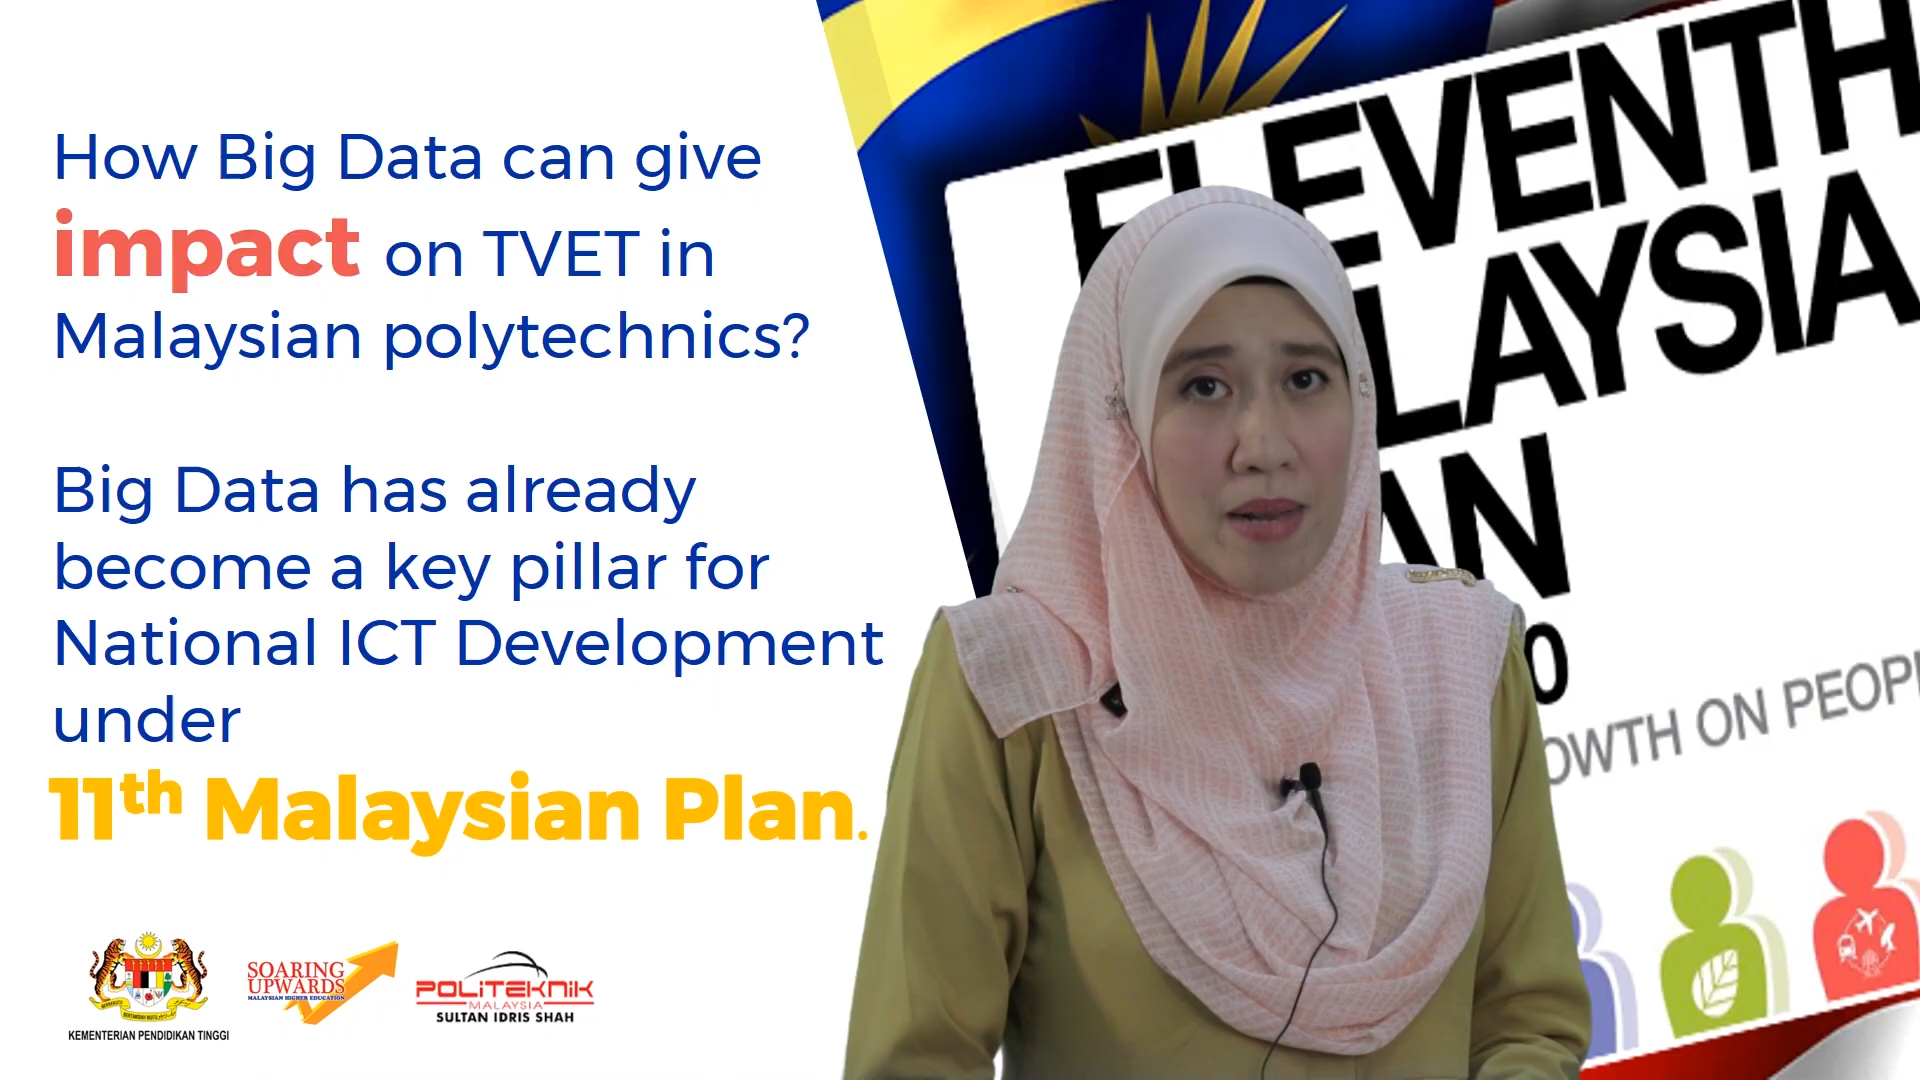 How Big Data can give
impact on TVET in
Malaysian polytechnics?
Big Data has already
become a key pillar for
National ICT Development
under
11th Malaysian Plan.
KEMENTERIAN PENDIDIKAN TINGGI
SOARING
UPWARDS
MALAYSIAN HIGHER EDUCATION
POLITEKNIK
MALAYSIA
SULTAN IDRIS SHAH
ELEVENTH
LAYSIA
AN
0
OWTH ON PEOPL